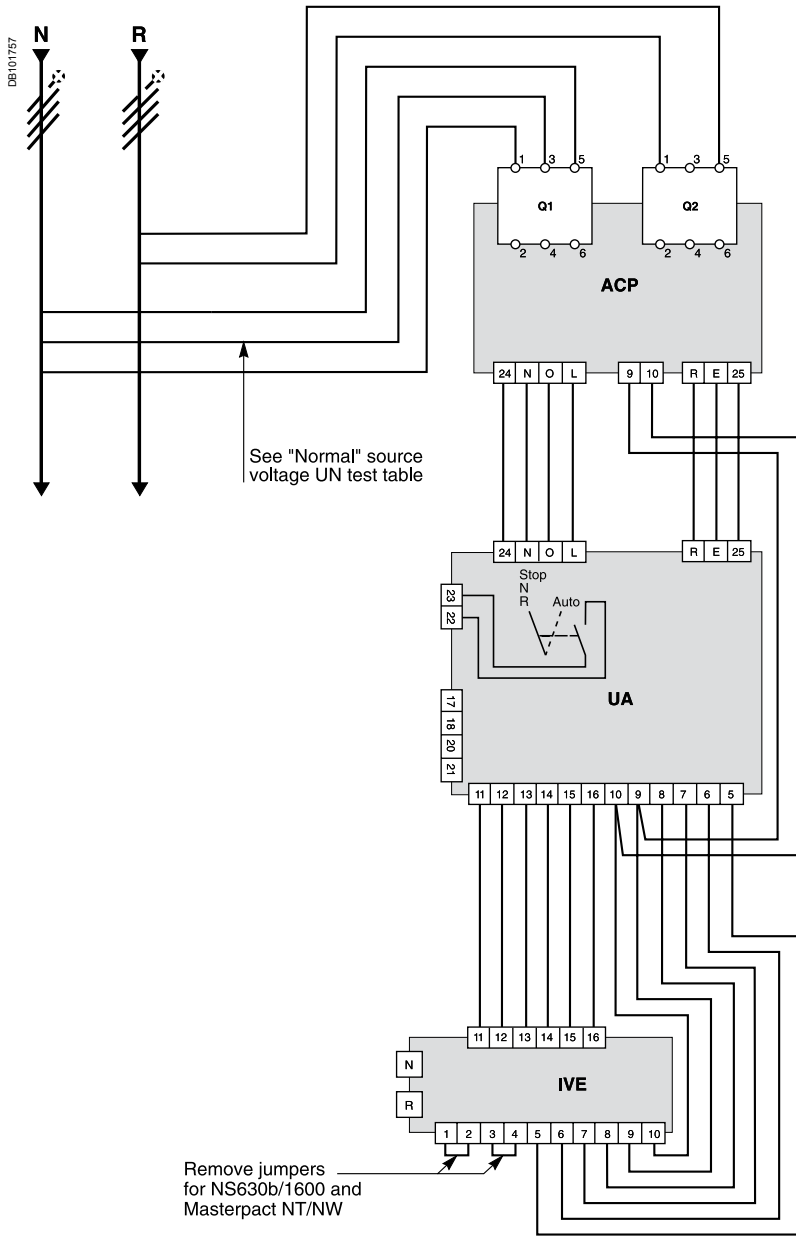 DB101757
N R
1 3 5 1 3 5
Q1 Q2
2 4 6 2 4 6
ACP
24 N O L 9 10 R E 25
See "Normal" source
voltage UN test table
24 N O L R E 25
Stop
N
R Auto
23
22
UA
17
18
20
21
11 12 13 14 15 16 10 9 8 7 6 5
11 12 13 14 15 16
N
IVE
R
1 2 3 4 5 6 7 8 9 10
Remove jumpers
for NS630b/1600 and
Masterpact NT/NW